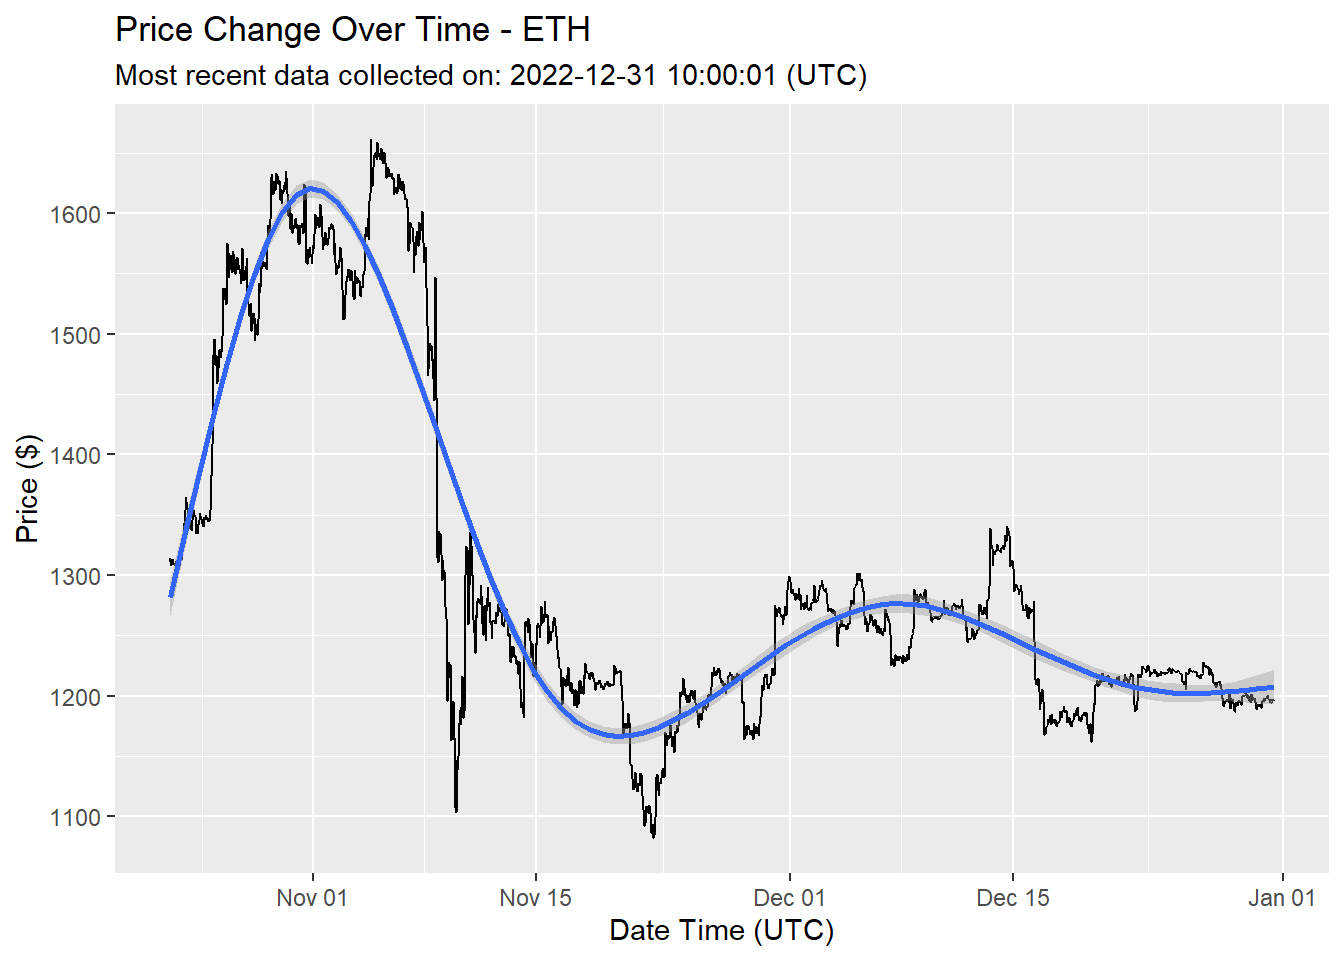 Price Change Over Time - ETH
Most recent data collected on: 2022-12-31 10:00:01 (UTC)
Price ($)
1600
1500
1400
1300
1200
1100
Nov 01
Nov 15
Dec 01
Dec 15
Jan 01
Date Time (UTC)